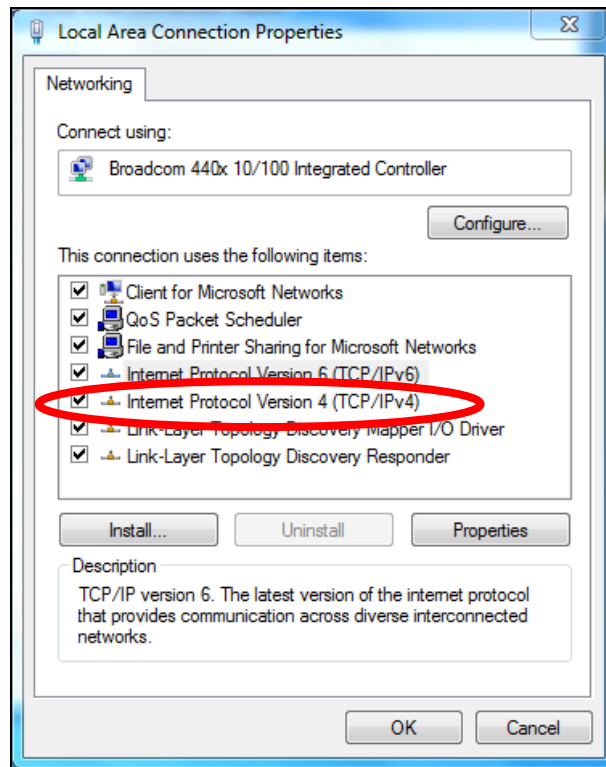 Local Area Connection Properties
Networking
Connect using:
Broadcom 440x 10/100 Integrated Controller
Configure...
This connection uses the following items:
Client for Microsoft Networks
QoS Packet Scheduler
File and Printer Sharing for Microsoft Networks
Internet Protocol Version 6 (TCP/IPv6)
Internet Protocol Version 4 (TCP/IPv4)
Link-Layer Topology Discovery Mapper I/O Driver
Link-Layer Topology Discovery Responder
Install...
Uninstall
Properties
Description
TCP/IP version 6. The latest version of the internet protocol
that provides communication across diverse interconnected
networks.
OK
Cancel